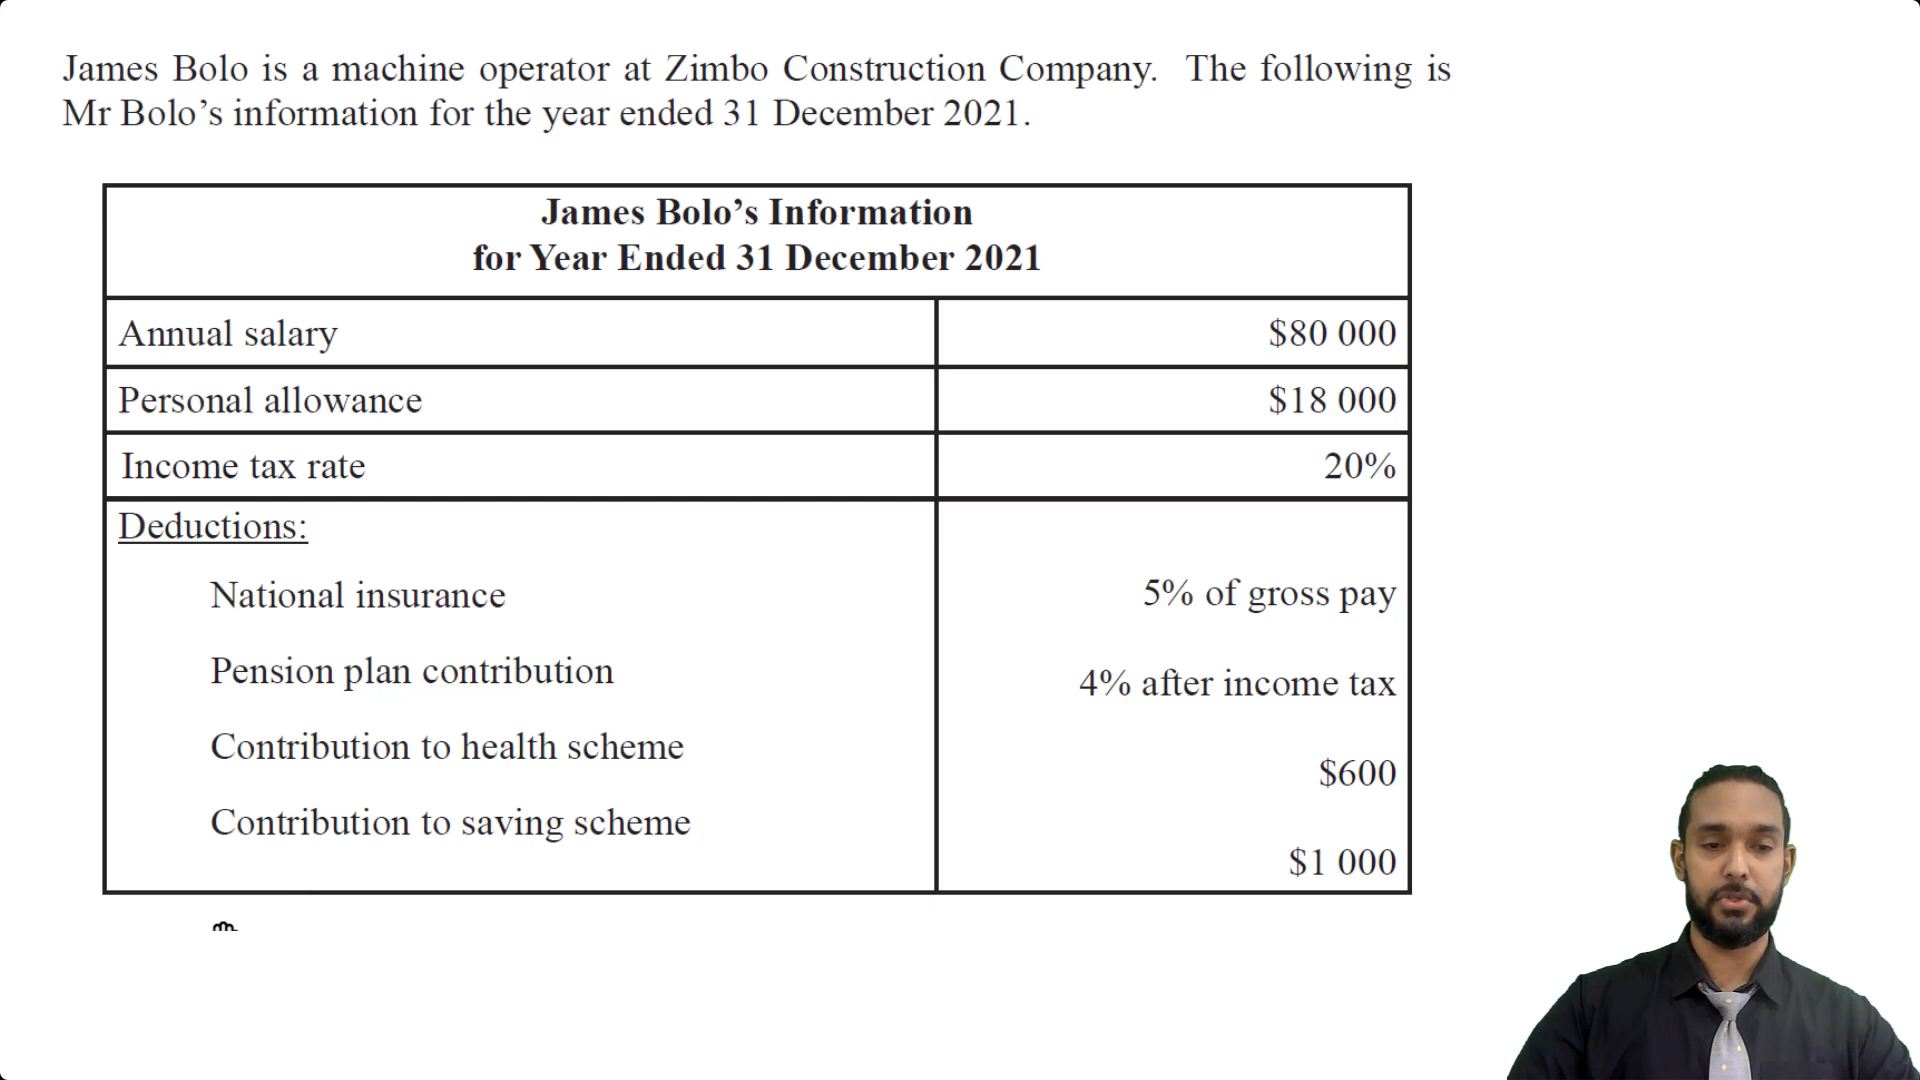 James Bolo is a machine operator at Zimbo Construction Company. The following is
Mr Bolo’s information for the year ended 31 December 2021.
James Bolo’s Information
for Year Ended 31 December 2021
Annual salary $80 000
Personal allowance $18 000
Income tax rate 20%
Deductions:
National insurance 5% of gross pay
Pension plan contribution 4% after income tax
Contribution to health scheme $600
Contribution to saving scheme $1 000